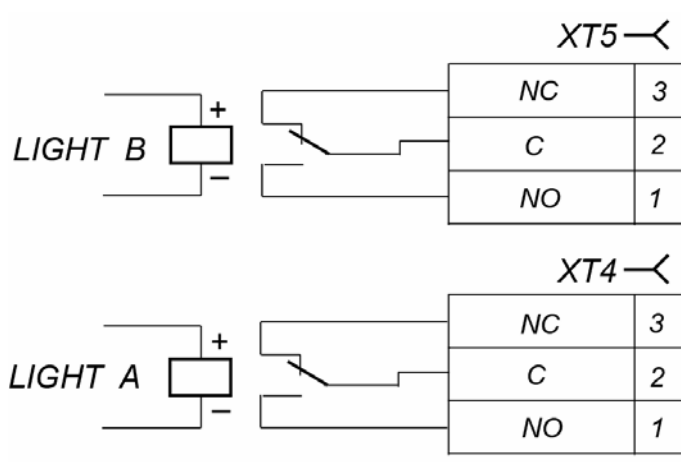 XT5
NC 3
+
LIGHT B C 2
–
NO 1
XT4
NC 3
+
LIGHT A C 2
–
NO 1